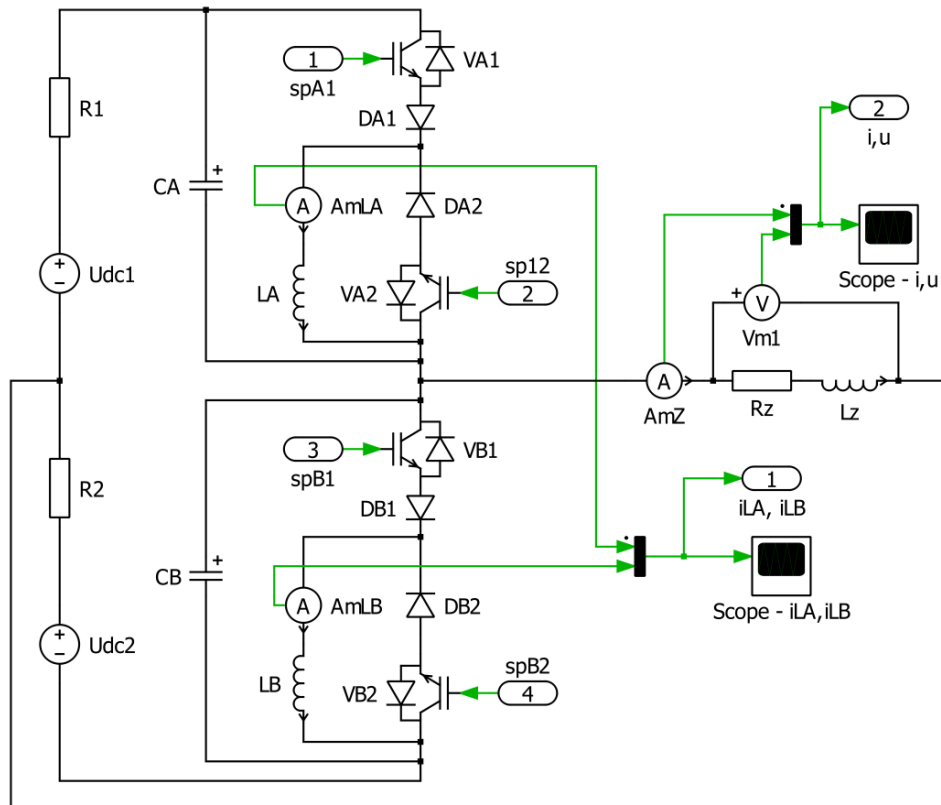 1
spA1
VA1
R1
DA1
2
i,u
CA
A
AmLA
DA2
Scope - i,u
Udc1
LA
VA2
sp12
2
V
Vm1
A
AmZ
Rz
Lz
3
spB1
VB1
R2
DB1
1
iLA, iLB
CB
A
AmLB
DB2
Scope - iLA,iLB
Udc2
LB
VB2
spB2
4